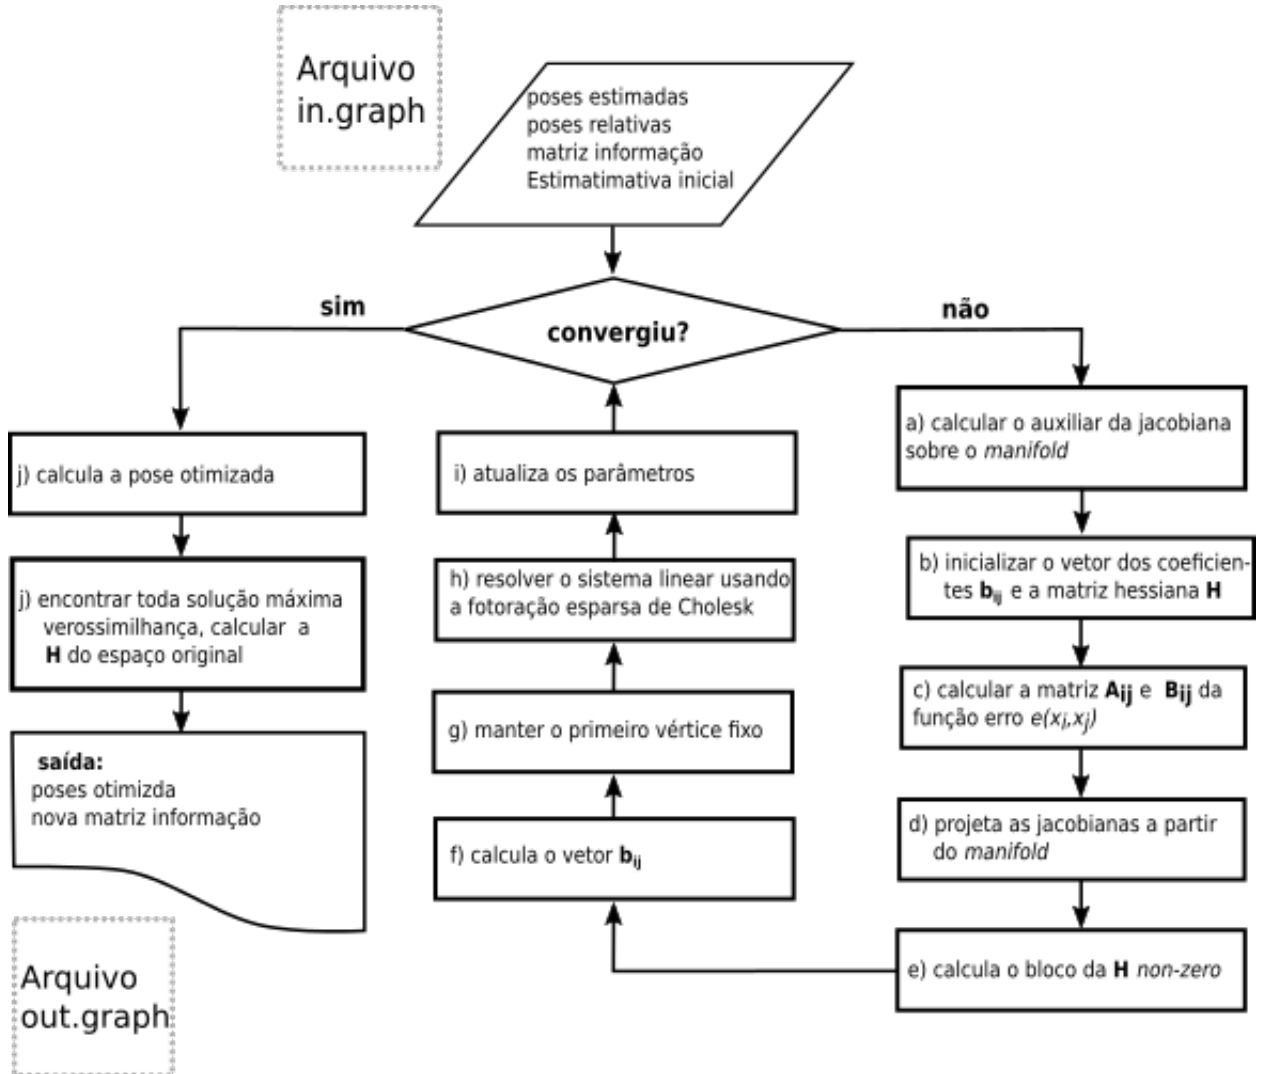 Arquivo
in.graph
poses estimadas
poses relativas
matriz informação
Estimatimativa inicial
convergiu?
sim
não
a) calcular o auxiliar da jacobiana
sobre o manifold
b) inicializar o vetor dos coeficien-
tes bij e a matriz hessiana H
c) calcular a matriz Aij e Bij da
função erro e(xi,xj)
d) projeta as jacobianas a partir
do manifold
e) calcula o bloco da H non-zero
f) calcula o vetor bij
g) manter o primeiro vértice fixo
h) resolver o sistema linear usando
a fotoração esparsa de Cholesk
i) atualiza os parâmetros
j) calcula a pose otimizada
j) encontrar toda solução máxima
verossimilhança, calcular a
H do espaço original
saída:
poses otimizda
nova matriz informação
Arquivo
out.graph